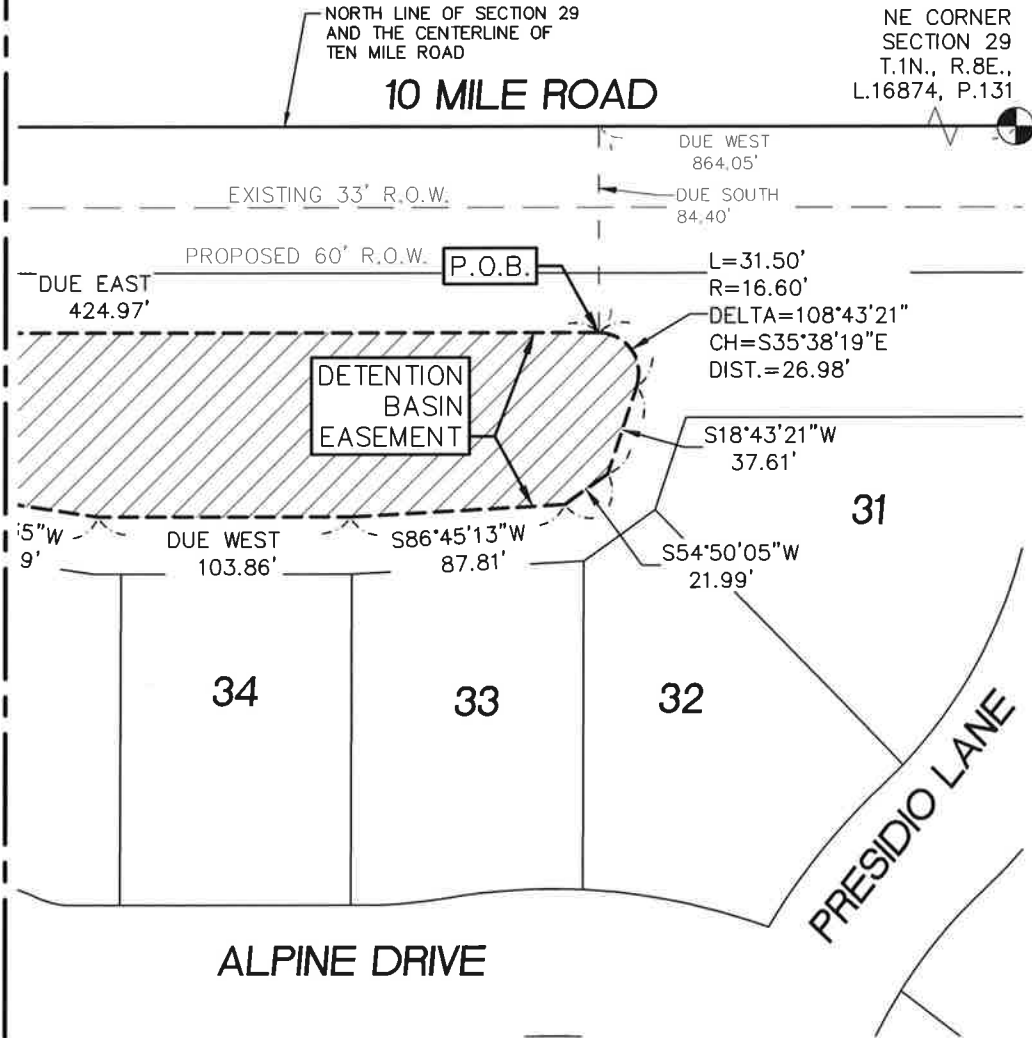 NORTH LINE OF SECTION 29
AND THE CENTERLINE OF
TEN MILE ROAD
NE CORNER
SECTION 29
T.1N., R.8E.,
L.16874, P.131
10 MILE ROAD
DUE WEST
864.05'
EXISTING 33' R.O.W.
DUE SOUTH
84.40'
PROPOSED 60' R.O.W.
P.O.B.
DUE EAST
424.97'
L=31.50'
R=16.60'
DELTA=108°43'21"
CH=S35°38'19"E
DIST.=26.98'
DETENTION
BASIN
EASEMENT
S18°43'21"W
37.61'
31
5"W
9'
DUE WEST
103.86'
S86°45'13"W
87.81'
S54°50'05"W
21.99'
34
33
32
PRESIDIO LANE
ALPINE DRIVE